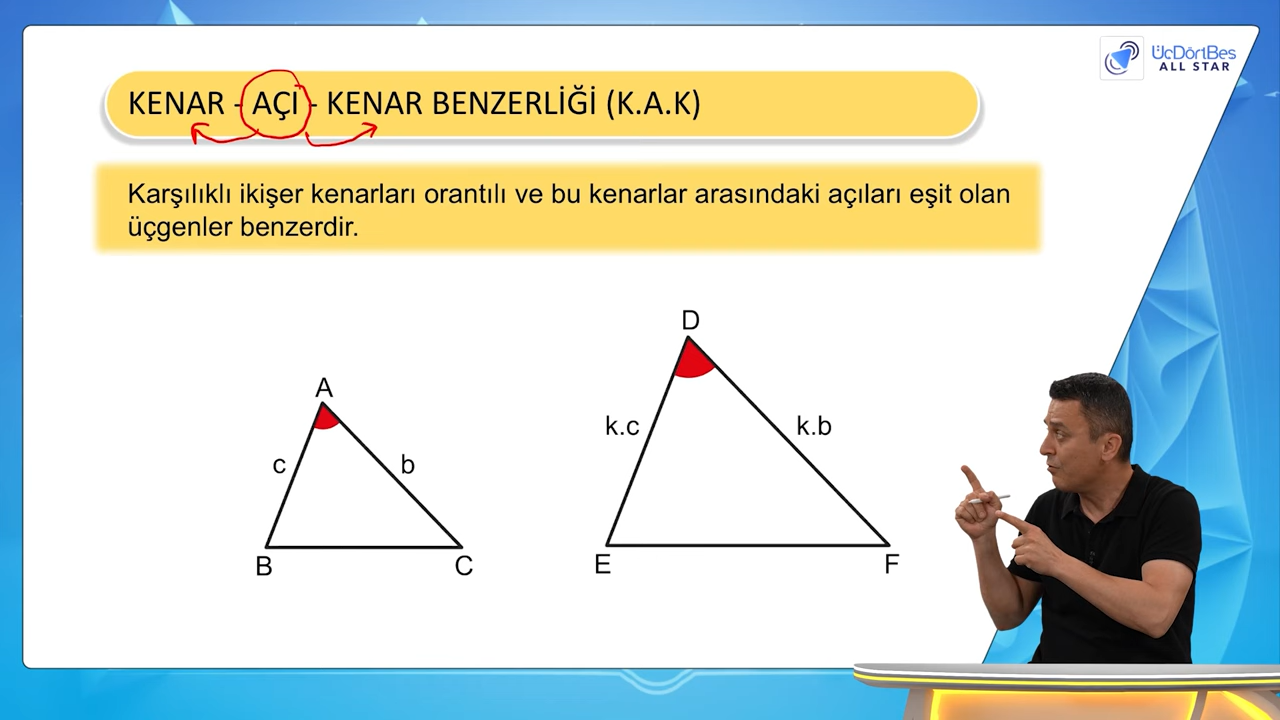 ÜçDörtBeş
ALL STAR
KENAR - AÇI - KENAR BENZERLİĞİ (K.A.K)
Karşılıklı ikişer kenarları orantılı ve bu kenarlar arasındaki açıları eşit olan
üçgenler benzerdir.
D
A
k.c
k.b
c
b
B
C
E
F